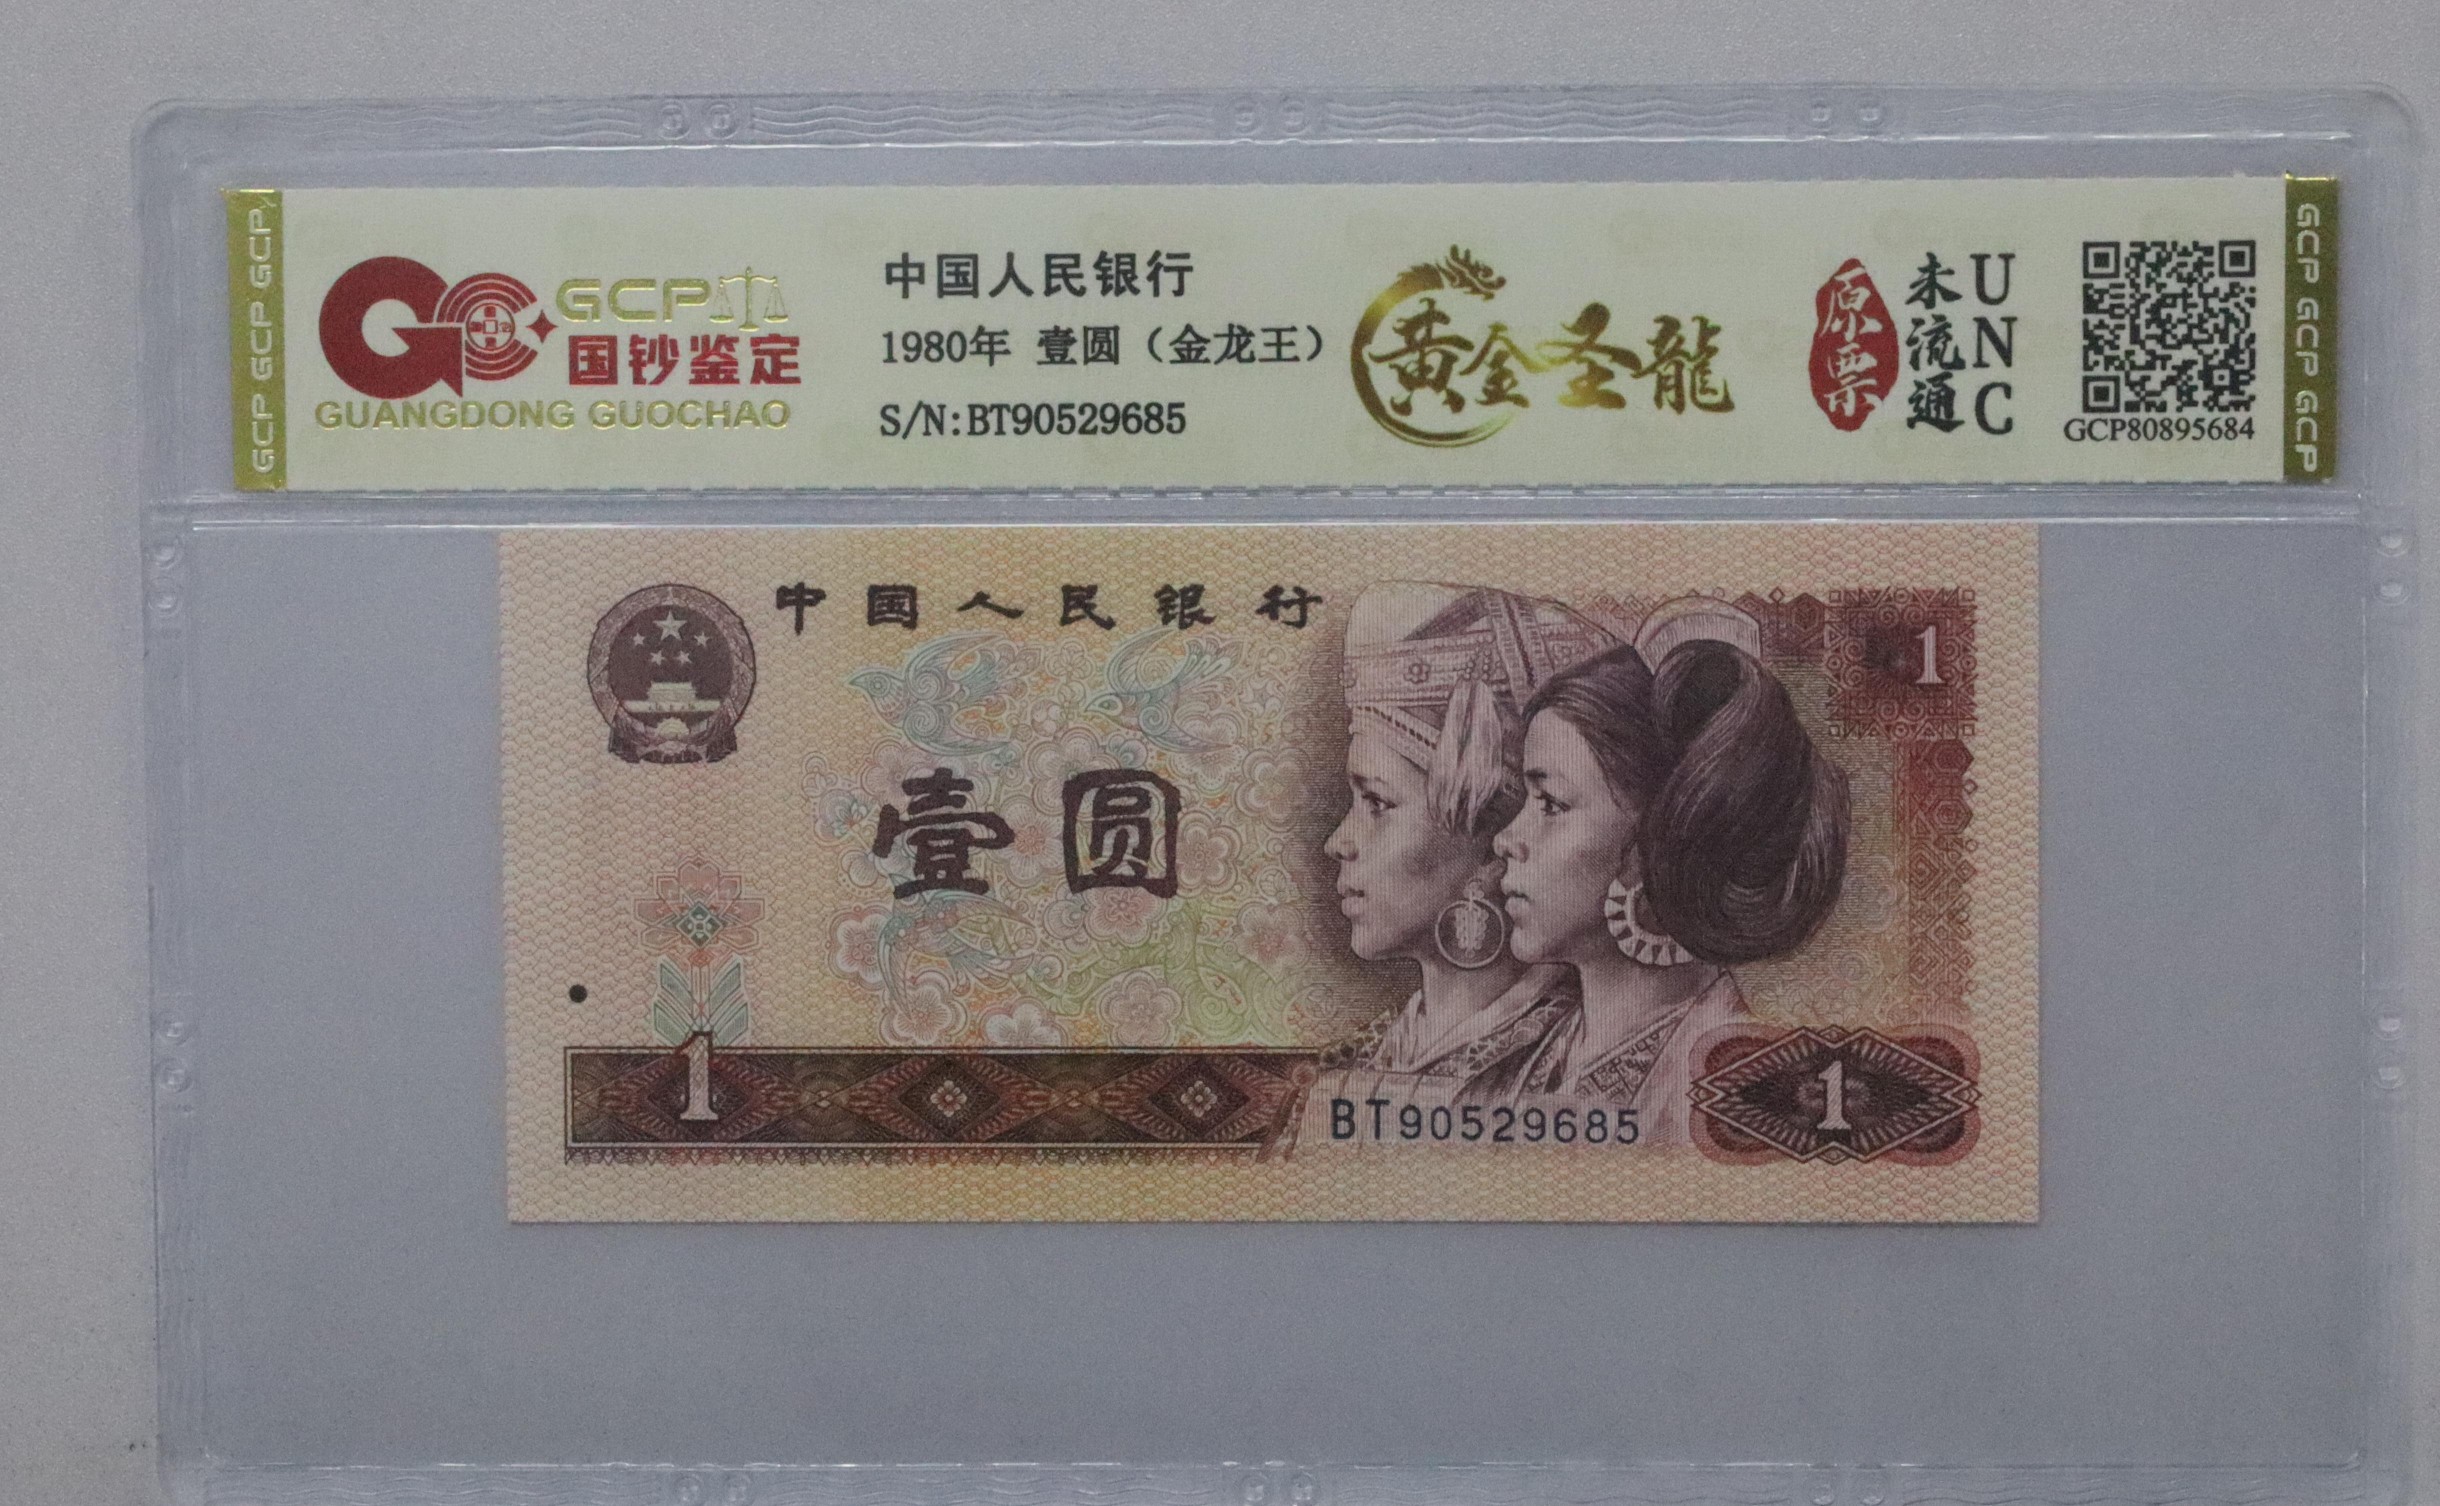 GCP GCP GCP
GCP
国钞鉴定
GUANGDONG GUOCHAO
中国人民银行
1980年 壹圆（金龙王）
S/N:BT90529685
黄金圣龍
原票
未流通
UNC
GCP80895684
GCP GCP GCP
中国人民银行
1
壹圆
1
BT90529685
1